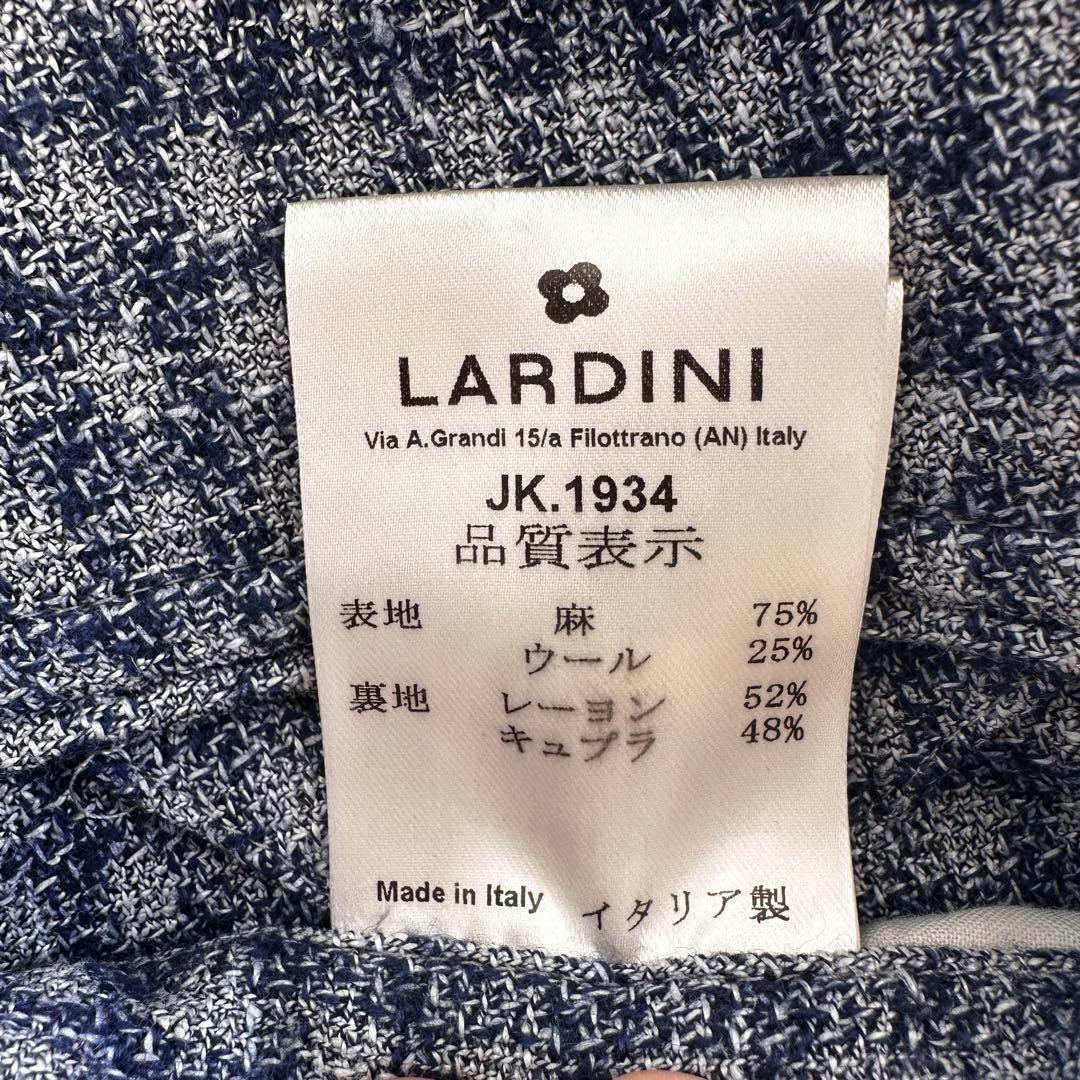 LARDINI
Via A.Grandi 15/a Filottrano (AN) Italy
JK.1934
品質表示
表地 麻 75%
ウール 25%
裏地 レーヨン 52%
キュプラ 48%
Made in Italy イタリア製